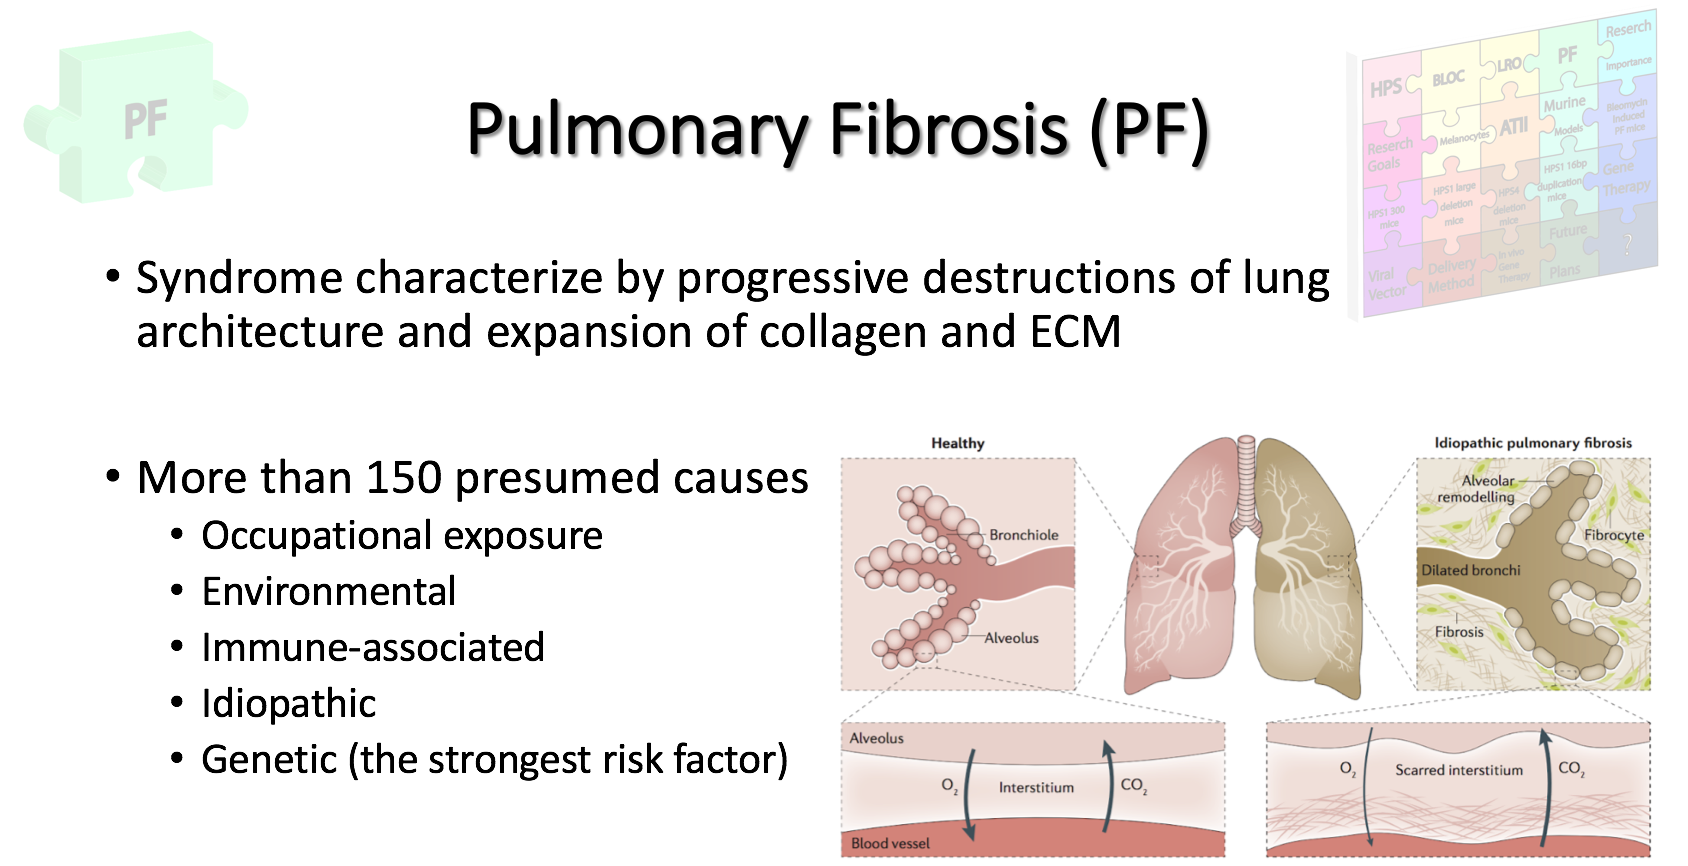 PF
Pulmonary Fibrosis (PF)
HPS
BLOC
LRO
PF
Reserch
Importance
Reserch
Goals
Melanocytes
ATII
Murine
Models
Bleomycin
Induced
PF mice
HPS1 300
mice
HPS1 large
deletion
mice
HPS4
deletion
mice
HPS1 16bp
duplication
mice
Gene
Therapy
Viral
Vector
Delivery
Method
In vivo
Gene
Therapy
Future
Plans
?
• Syndrome characterize by progressive destructions of lung
architecture and expansion of collagen and ECM
• More than 150 presumed causes
• Occupational exposure
• Environmental
• Immune-associated
• Idiopathic
• Genetic (the strongest risk factor)
Healthy
Bronchiole
Alveolus
Idiopathic pulmonary fibrosis
Alveolar
remodelling
Fibrocyte
Dilated bronchi
Fibrosis
Alveolus
O₂
Interstitium
CO₂
Blood vessel
O₂
Scarred interstitium
CO₂